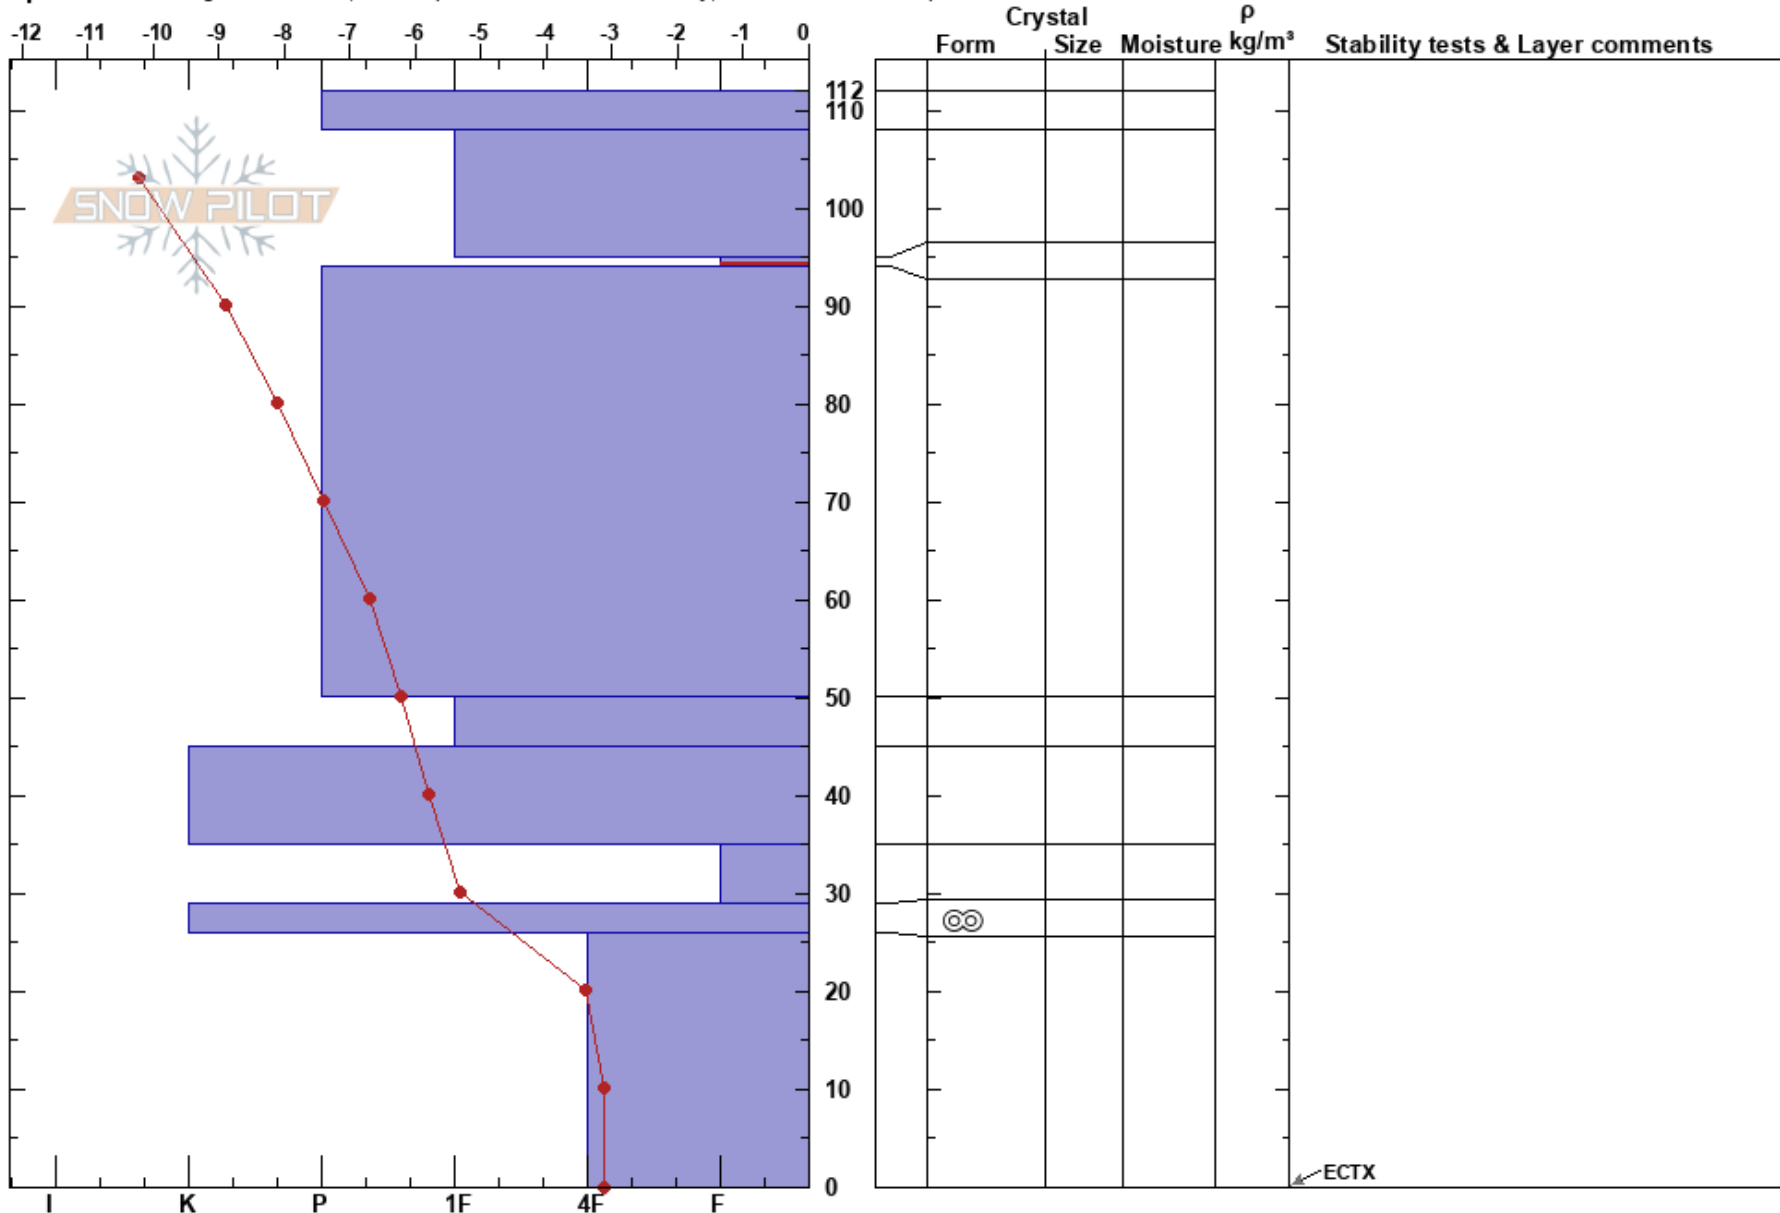 Crystal ρ
-12 -11 -10 -9 -8 -7 -6 -5 -4 -3 -2 -1 0 Form Size Moisture kg/m³ Stability tests & Layer comments
112
110
SNOW PILOT
100
90
80
70
60
50
40
30
20
10
ECTX
0
I K P 1F 4F F